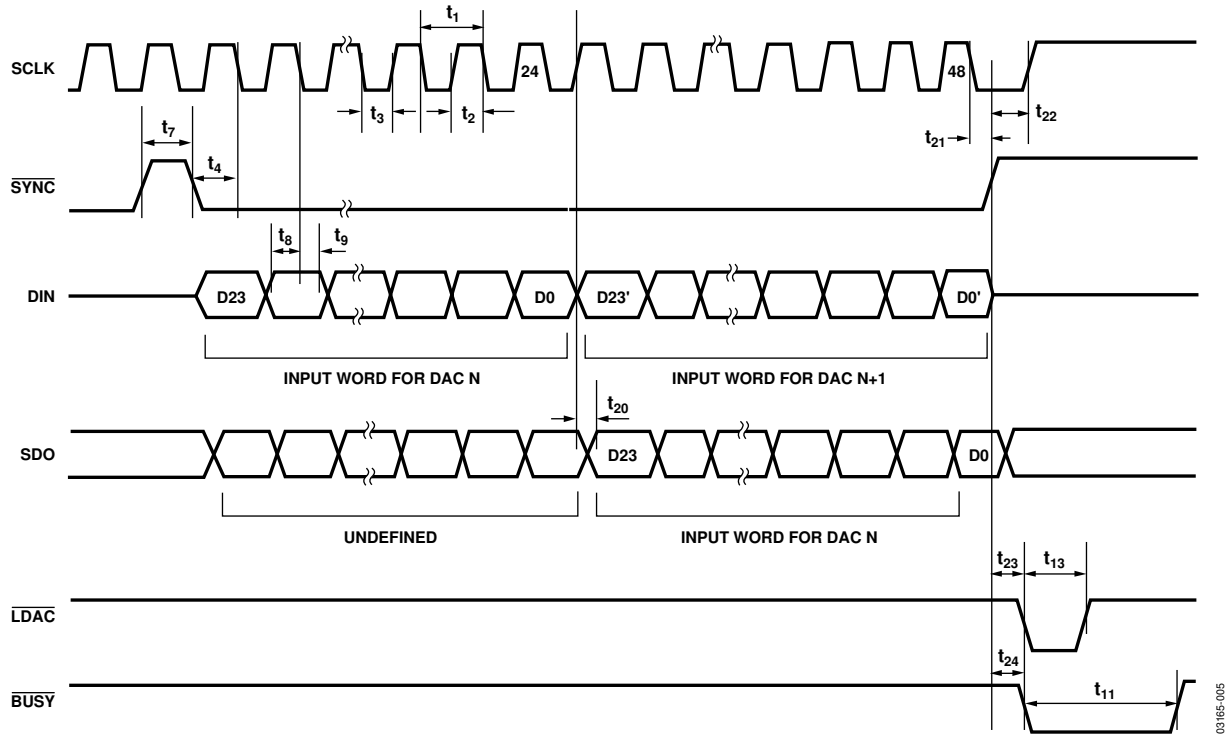 t1
SCLK
24
48
t3
t2
t22
t7
t21
t4
SYNC
t8
t9
DIN
D23
D0
D23'
D0'
INPUT WORD FOR DAC N
INPUT WORD FOR DAC N+1
t20
SDO
D23
D0
UNDEFINED
INPUT WORD FOR DAC N
t23
t13
LDAC
t24
BUSY
t11
03165-005